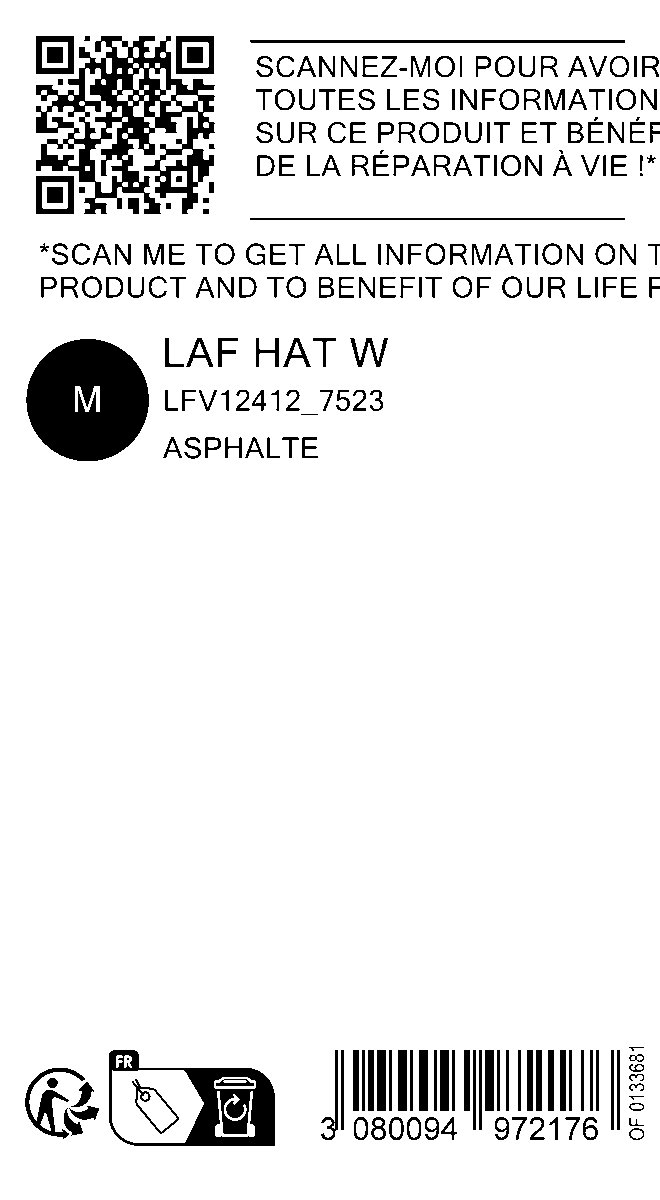 SCANNEZ-MOI POUR AVOIR
TOUTES LES INFORMATION
SUR CE PRODUIT ET BÉNÉF
DE LA RÉPARATION À VIE !*
*SCAN ME TO GET ALL INFORMATION ON T
PRODUCT AND TO BENEFIT OF OUR LIFE R
M
LAF HAT W
LFV12412_7523
ASPHALTE
FR
3 080094 972176
OF 0133681